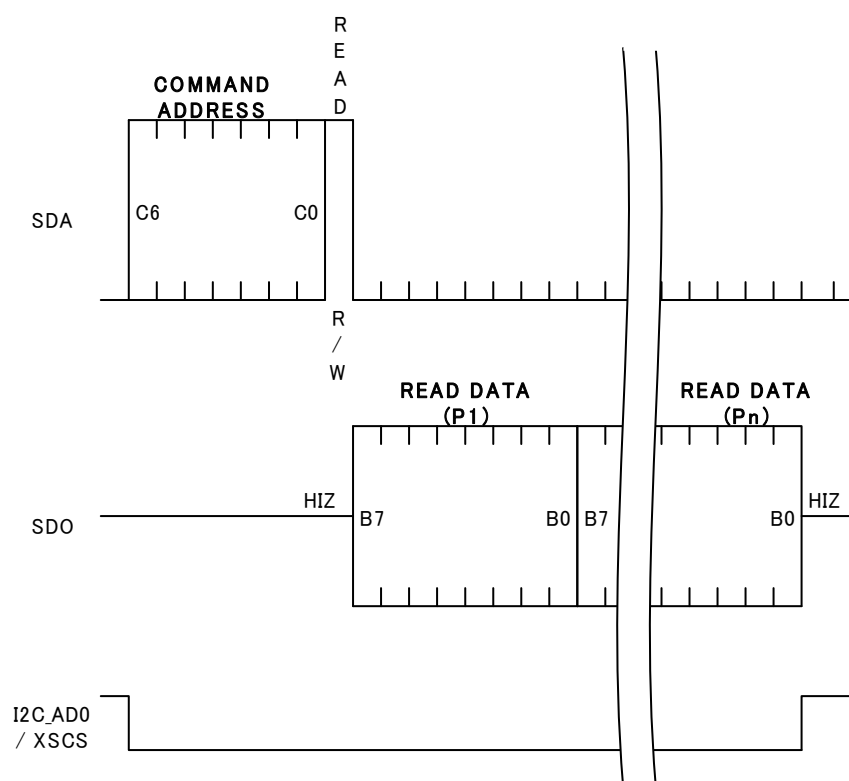 READ
COMMAND
ADDRESS
SDA
C6
C0
R/W
READ DATA
(P1)
READ DATA
(Pn)
HIZ
HIZ
SDO
B7
B0
B7
B0
I2C_AD0
/ XSCS